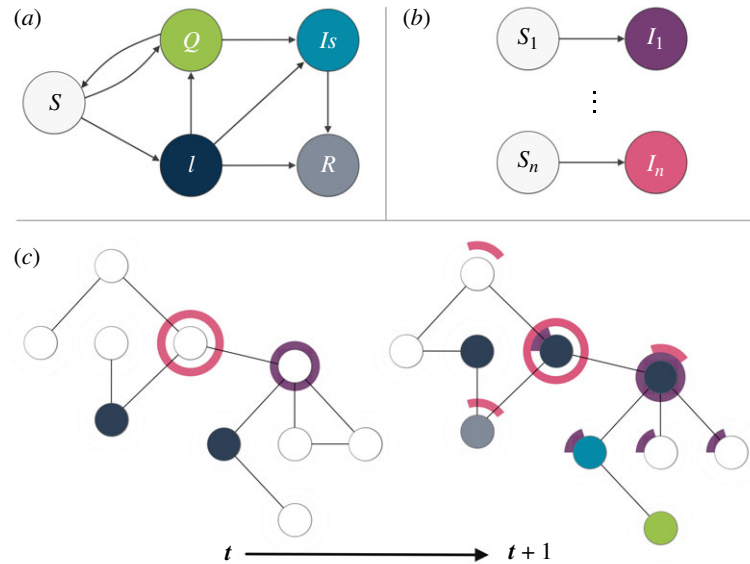 (a)
Q
Is
S
l
R
(b)
S₁ I₁
⋮
Sₙ Iₙ
(c)
t t + 1